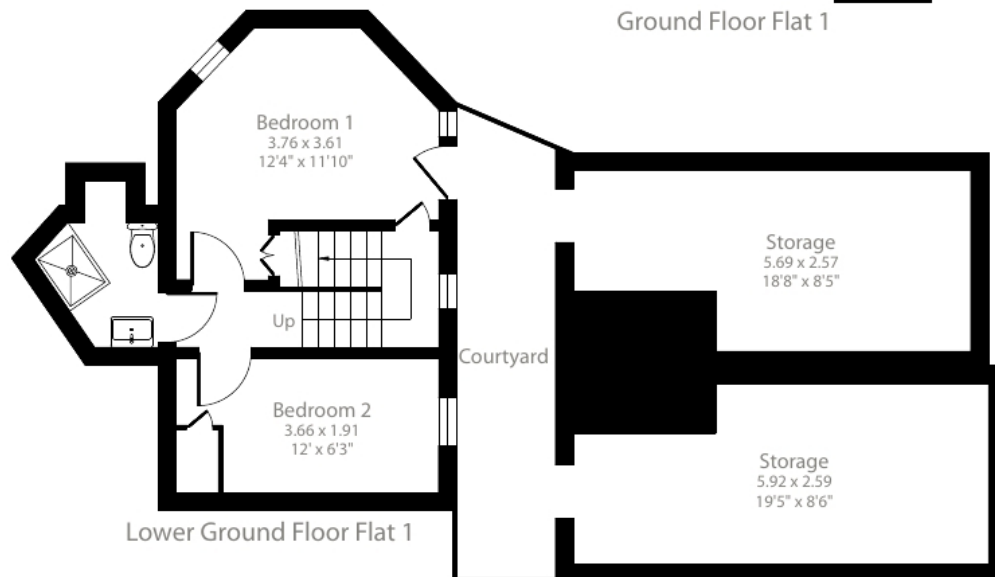 Ground Floor Flat 1
Bedroom 1
3.76 x 3.61
12'4" x 11'10"
Storage
5.69 x 2.57
18'8" x 8'5"
Up
Courtyard
Bedroom 2
3.66 x 1.91
12' x 6'3"
Storage
5.92 x 2.59
19'5" x 8'6"
Lower Ground Floor Flat 1